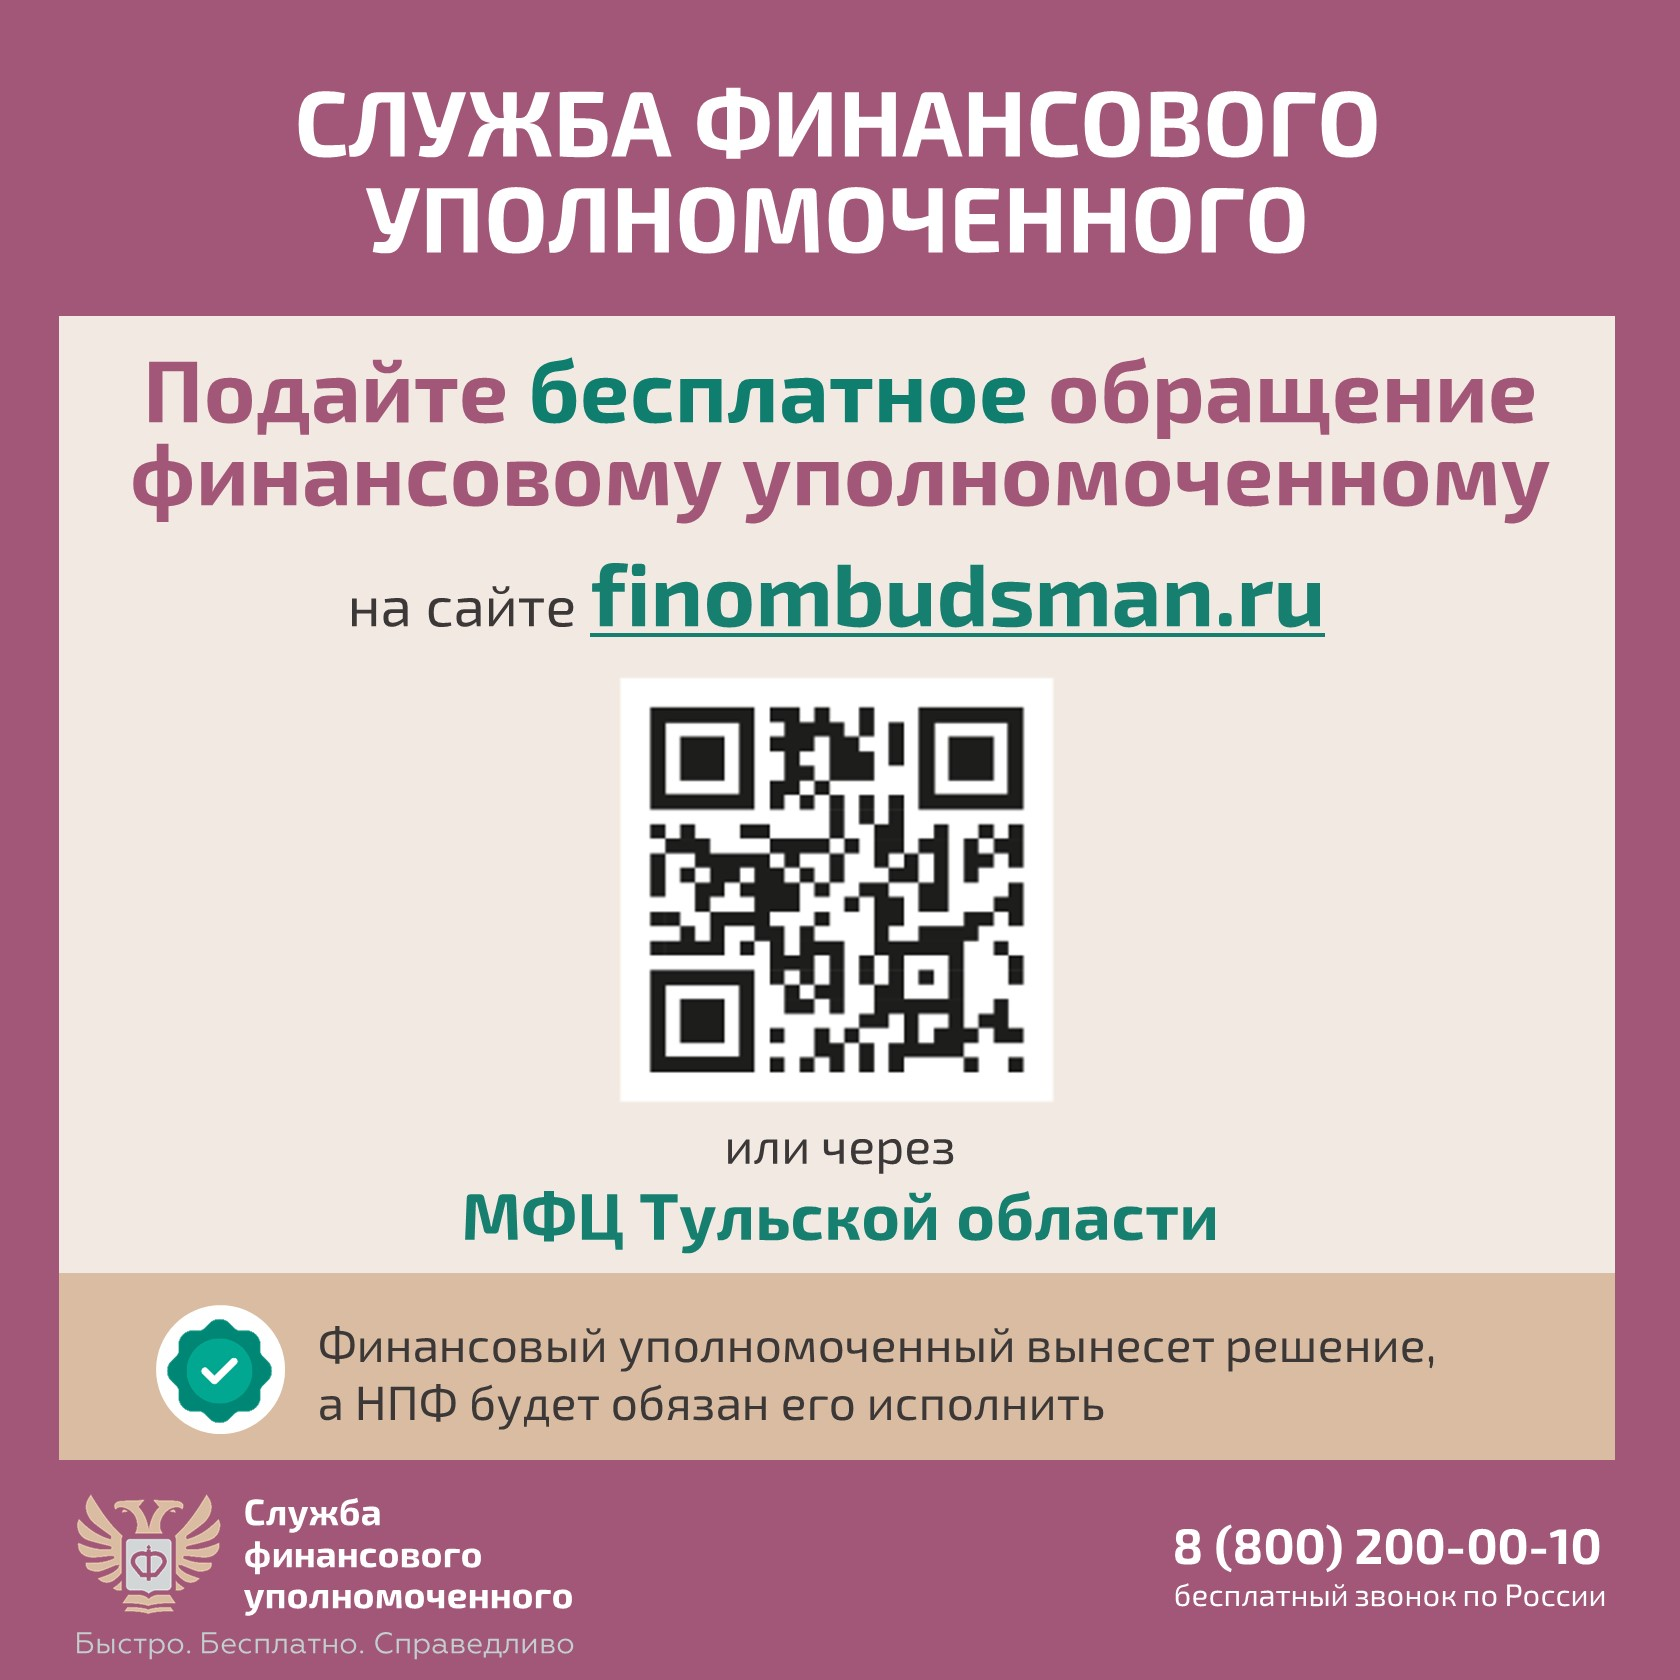 СЛУЖБА ФИНАНСОВОГО
УПОЛНОМОЧЕННОГО
Подайте бесплатное обращение
финансовому уполномоченному
на сайте finombudsman.ru
или через
МФЦ Тульской области
Финансовый уполномоченный вынесет решение,
а НПФ будет обязан его исполнить
Служба
финансового
уполномоченного
Быстро. Бесплатно. Справедливо
8 (800) 200-00-10
бесплатный звонок по России